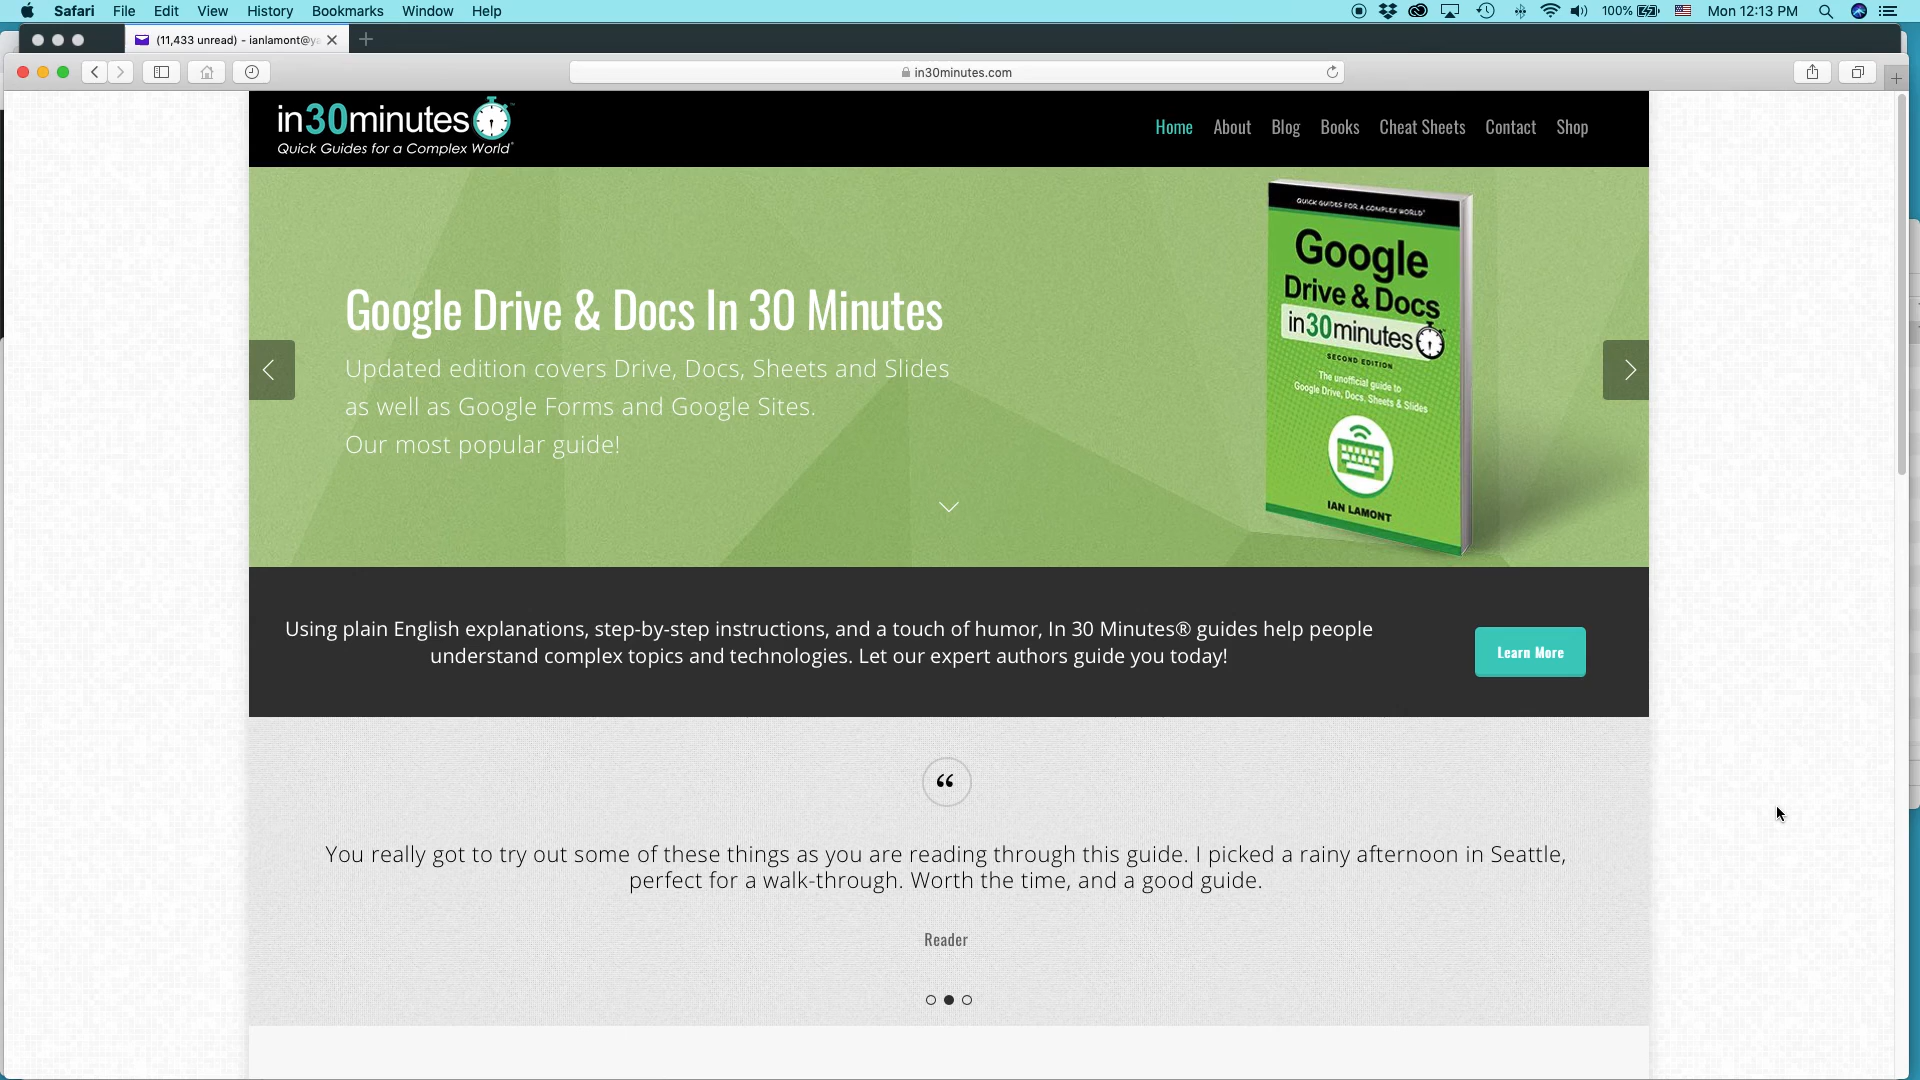 Safari File Edit View History Bookmarks Window Help
100%
Mon 12:13 PM
(11,433 unread) - ianlamont@ya
in30minutes.com
in30minutes
Quick Guides for a Complex World
Home About Blog Books Cheat Sheets Contact Shop
Google Drive & Docs In 30 Minutes
Updated edition covers Drive, Docs, Sheets and Slides
as well as Google Forms and Google Sites.
Our most popular guide!
QUICK GUIDES FOR A COMPLEX WORLD
Google
Drive & Docs
in30minutes
SECOND EDITION
The unofficial guide to
Google Drive, Docs, Sheets & Slides
IAN LAMONT
Using plain English explanations, step-by-step instructions, and a touch of humor, In 30 Minutes® guides help people
understand complex topics and technologies. Let our expert authors guide you today!
Learn More
“
You really got to try out some of these things as you are reading through this guide. I picked a rainy afternoon in Seattle,
perfect for a walk-through. Worth the time, and a good guide.
Reader